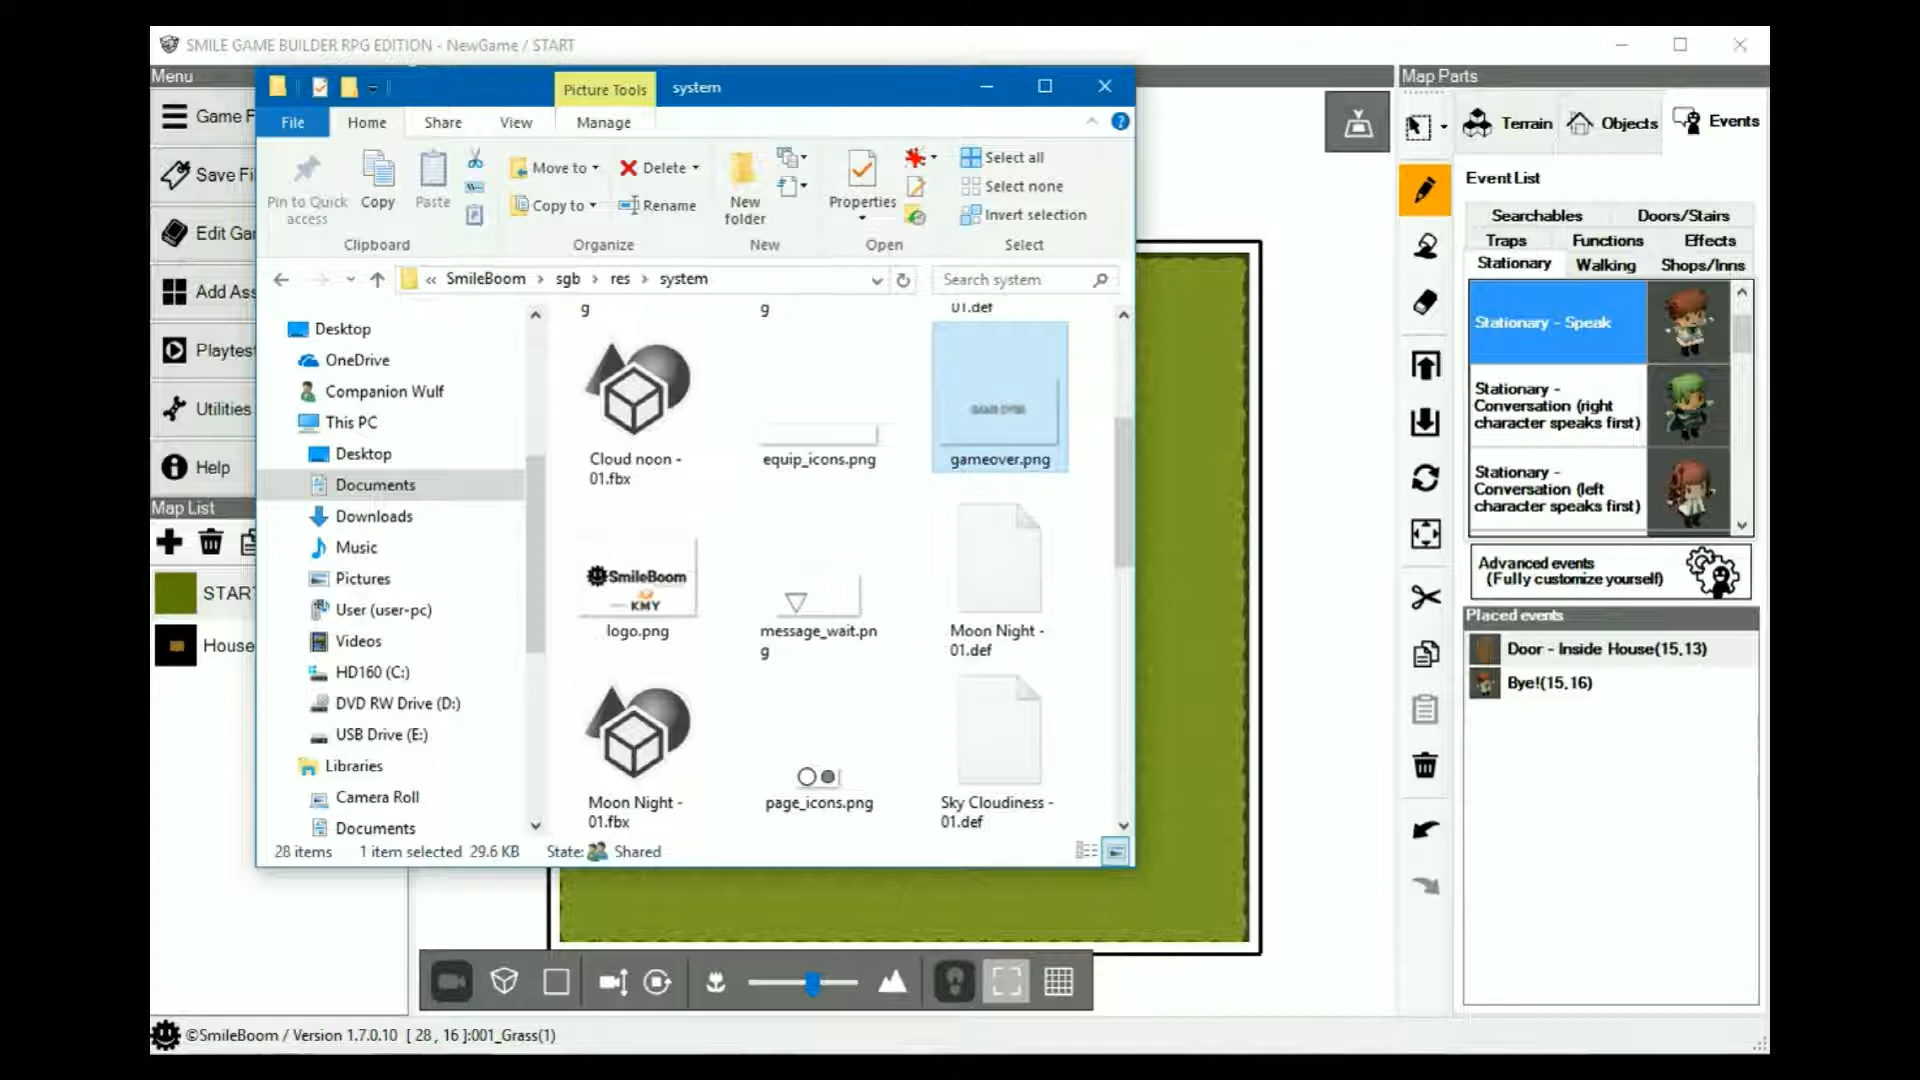 SMILE GAME BUILDER RPG EDITION - NewGame / START
Menu
Game F
Save Fi
Edit Gar
Add Ass
Playtest
Utilities
Help
Map List
START
House
Picture Tools
system
File
Home
Share
View
Manage
Pin to Quick access
Copy
Paste
Clipboard
Move to
Copy to
Delete
Rename
Organize
New folder
New
Properties
Open
Select all
Select none
Invert selection
Select
« SmileBoom > sgb > res > system
Search system
Desktop
OneDrive
Companion Wulf
This PC
Desktop
Documents
Downloads
Music
Pictures
User (user-pc)
Videos
HD160 (C:)
DVD RW Drive (D:)
USB Drive (E:)
Libraries
Camera Roll
Documents
g
g
01.def
Cloud noon -
01.fbx
equip_icons.png
GAME OVER
gameover.png
SmileBoom
KMY
logo.png
message_wait.pn
g
Moon Night -
01.def
Moon Night -
01.fbx
page_icons.png
Sky Cloudiness -
01.def
28 items
1 item selected 29.6 KB
State: Shared
Map Parts
Terrain
Objects
Events
Event List
Searchables
Doors/Stairs
Traps
Functions
Effects
Stationary
Walking
Shops/Inns
Stationary - Speak
Stationary -
Conversation (right
character speaks first)
Stationary -
Conversation (left
character speaks first)
Advanced events
(Fully customize yourself)
Placed events
Door - Inside House(15,13)
Bye!(15,16)
©SmileBoom / Version 1.7.0.10 [ 28 , 16 ]:001_Grass(1)